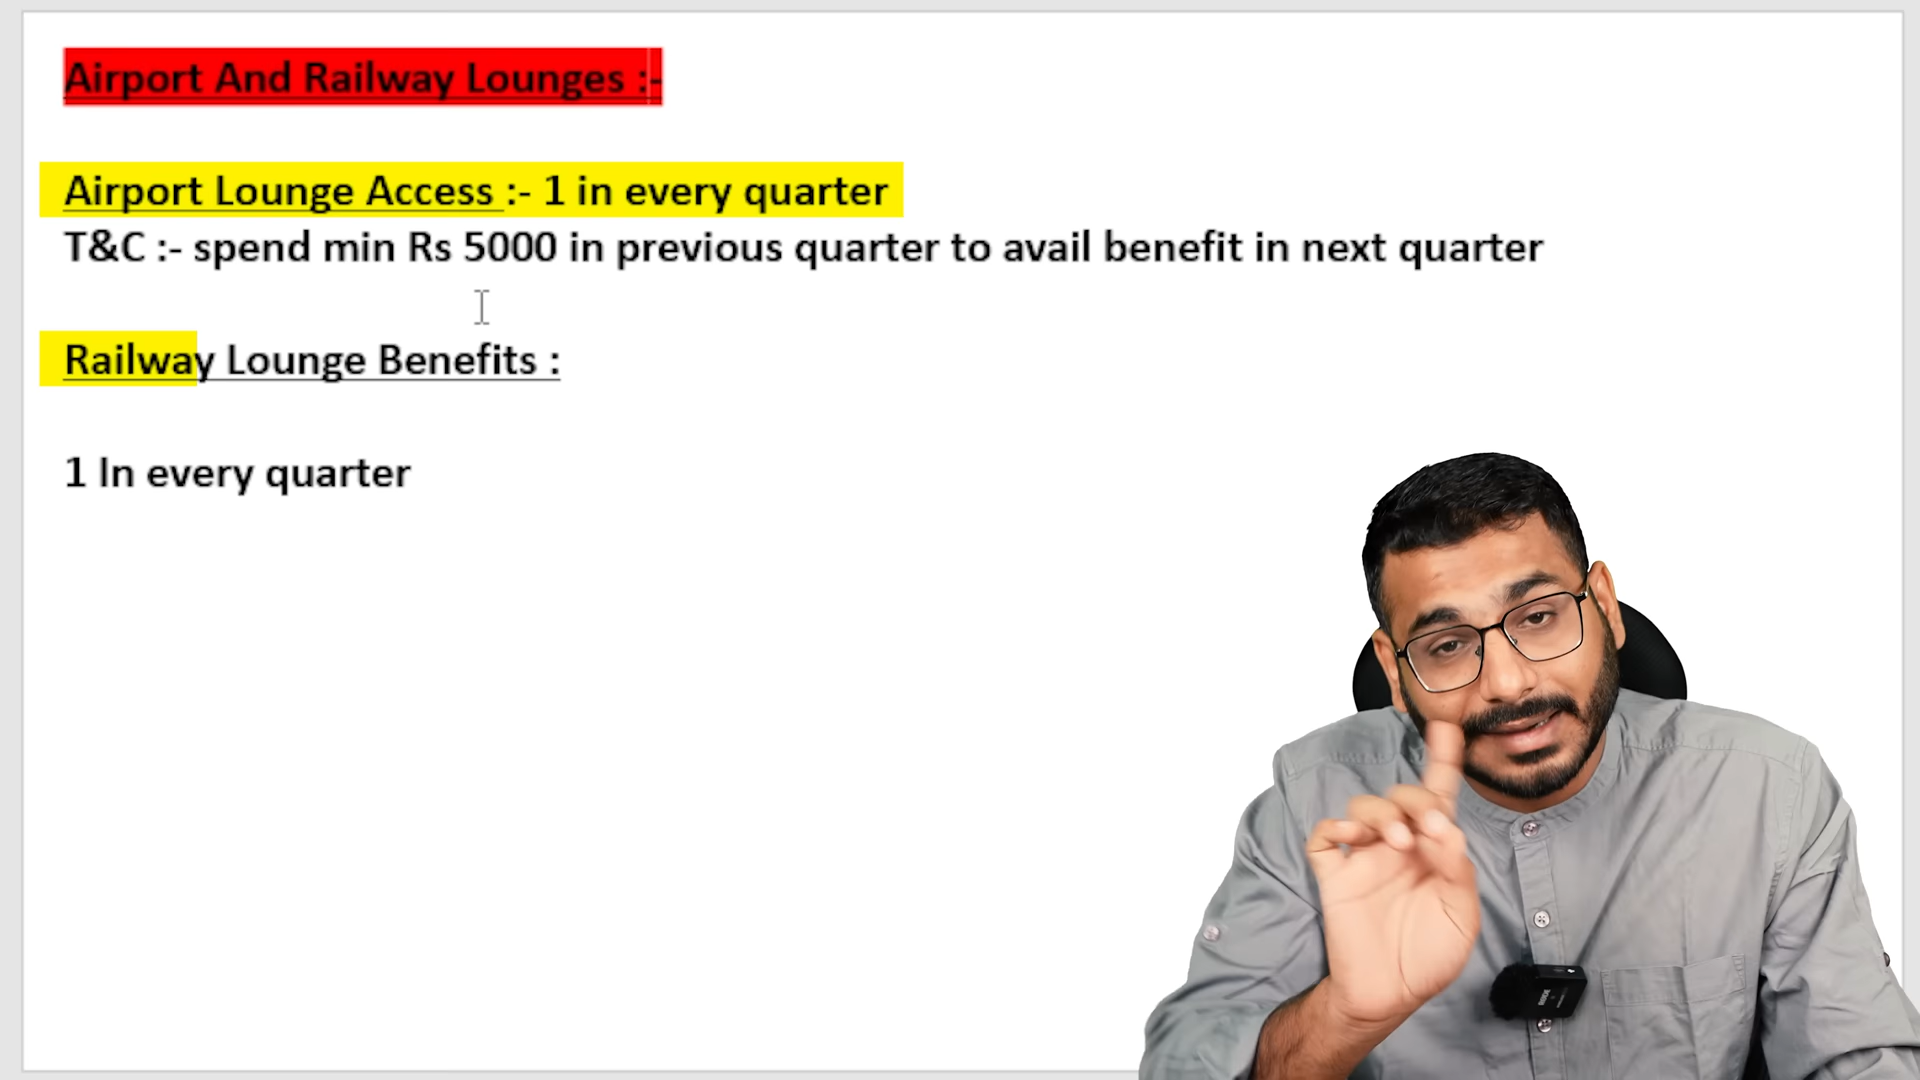 Airport And Railway Lounges :-
Airport Lounge Access :- 1 in every quarter
T&C :- spend min Rs 5000 in previous quarter to avail benefit in next quarter
Railway Lounge Benefits :
1 In every quarter